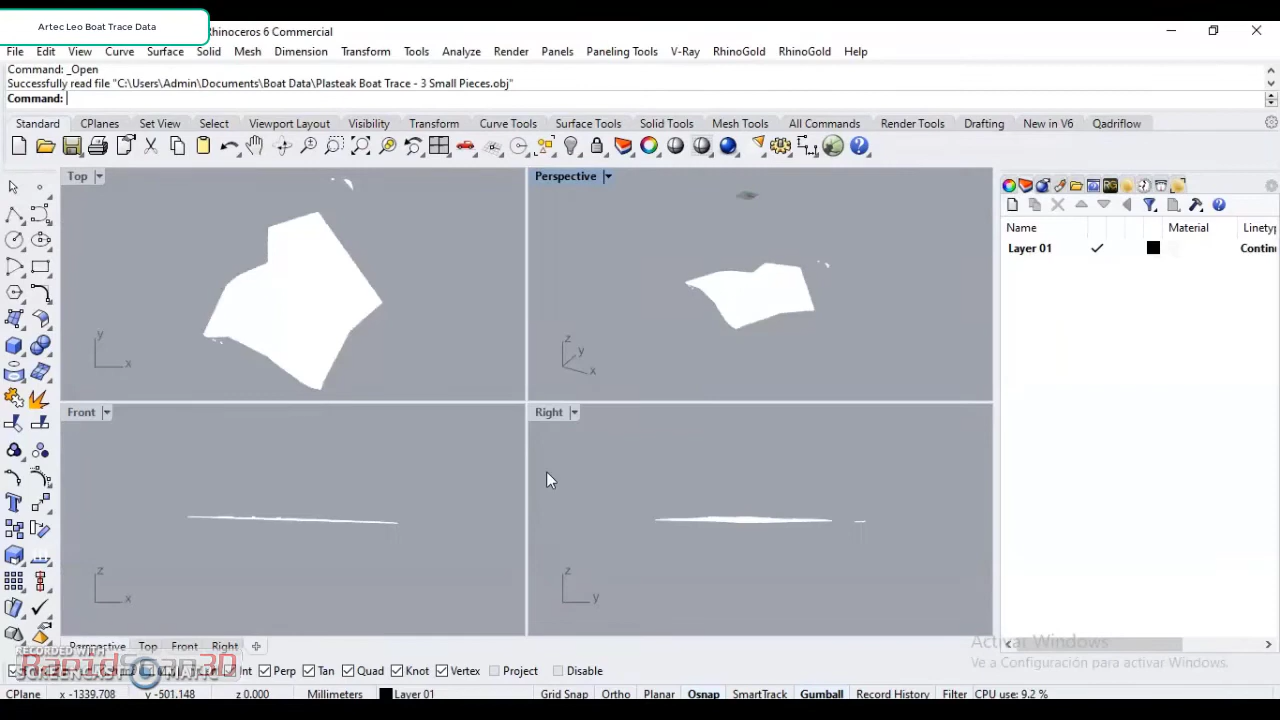 Artec Leo Boat Trace Data
Rhinoceros 6 Commercial
File Edit View Curve Surface Solid Mesh Dimension Transform Tools Analyze Render Panels Paneling Tools V-Ray RhinoGold RhinoGold Help
Command: _Open
Successfully read file "C:\Users\Admin\Documents\Boat Data\Plasteak Boat Trace - 3 Small Pieces.obj"
Command:
Standard CPlanes Set View Select Viewport Layout Visibility Transform Curve Tools Surface Tools Solid Tools Mesh Tools All Commands Render Tools Drafting New in V6 Qadriflow
Top
Perspective
Name Material Linety
Layer 01 Contin
y
x
z
y
x
Front
Right
z
x
z
y
Perspective Top Front Right
Activar Windows
Ve a Configuración para activar Windows.
RECORDED WITH
RapidScan3D
SCREENCAST MATIC
Int Perp Tan Quad Knot Vertex Project Disable
CPlane x -1339.708 y -501.148 z 0.000 Millimeters Layer 01 Grid Snap Ortho Planar Osnap SmartTrack Gumball Record History Filter CPU use: 9.2 %